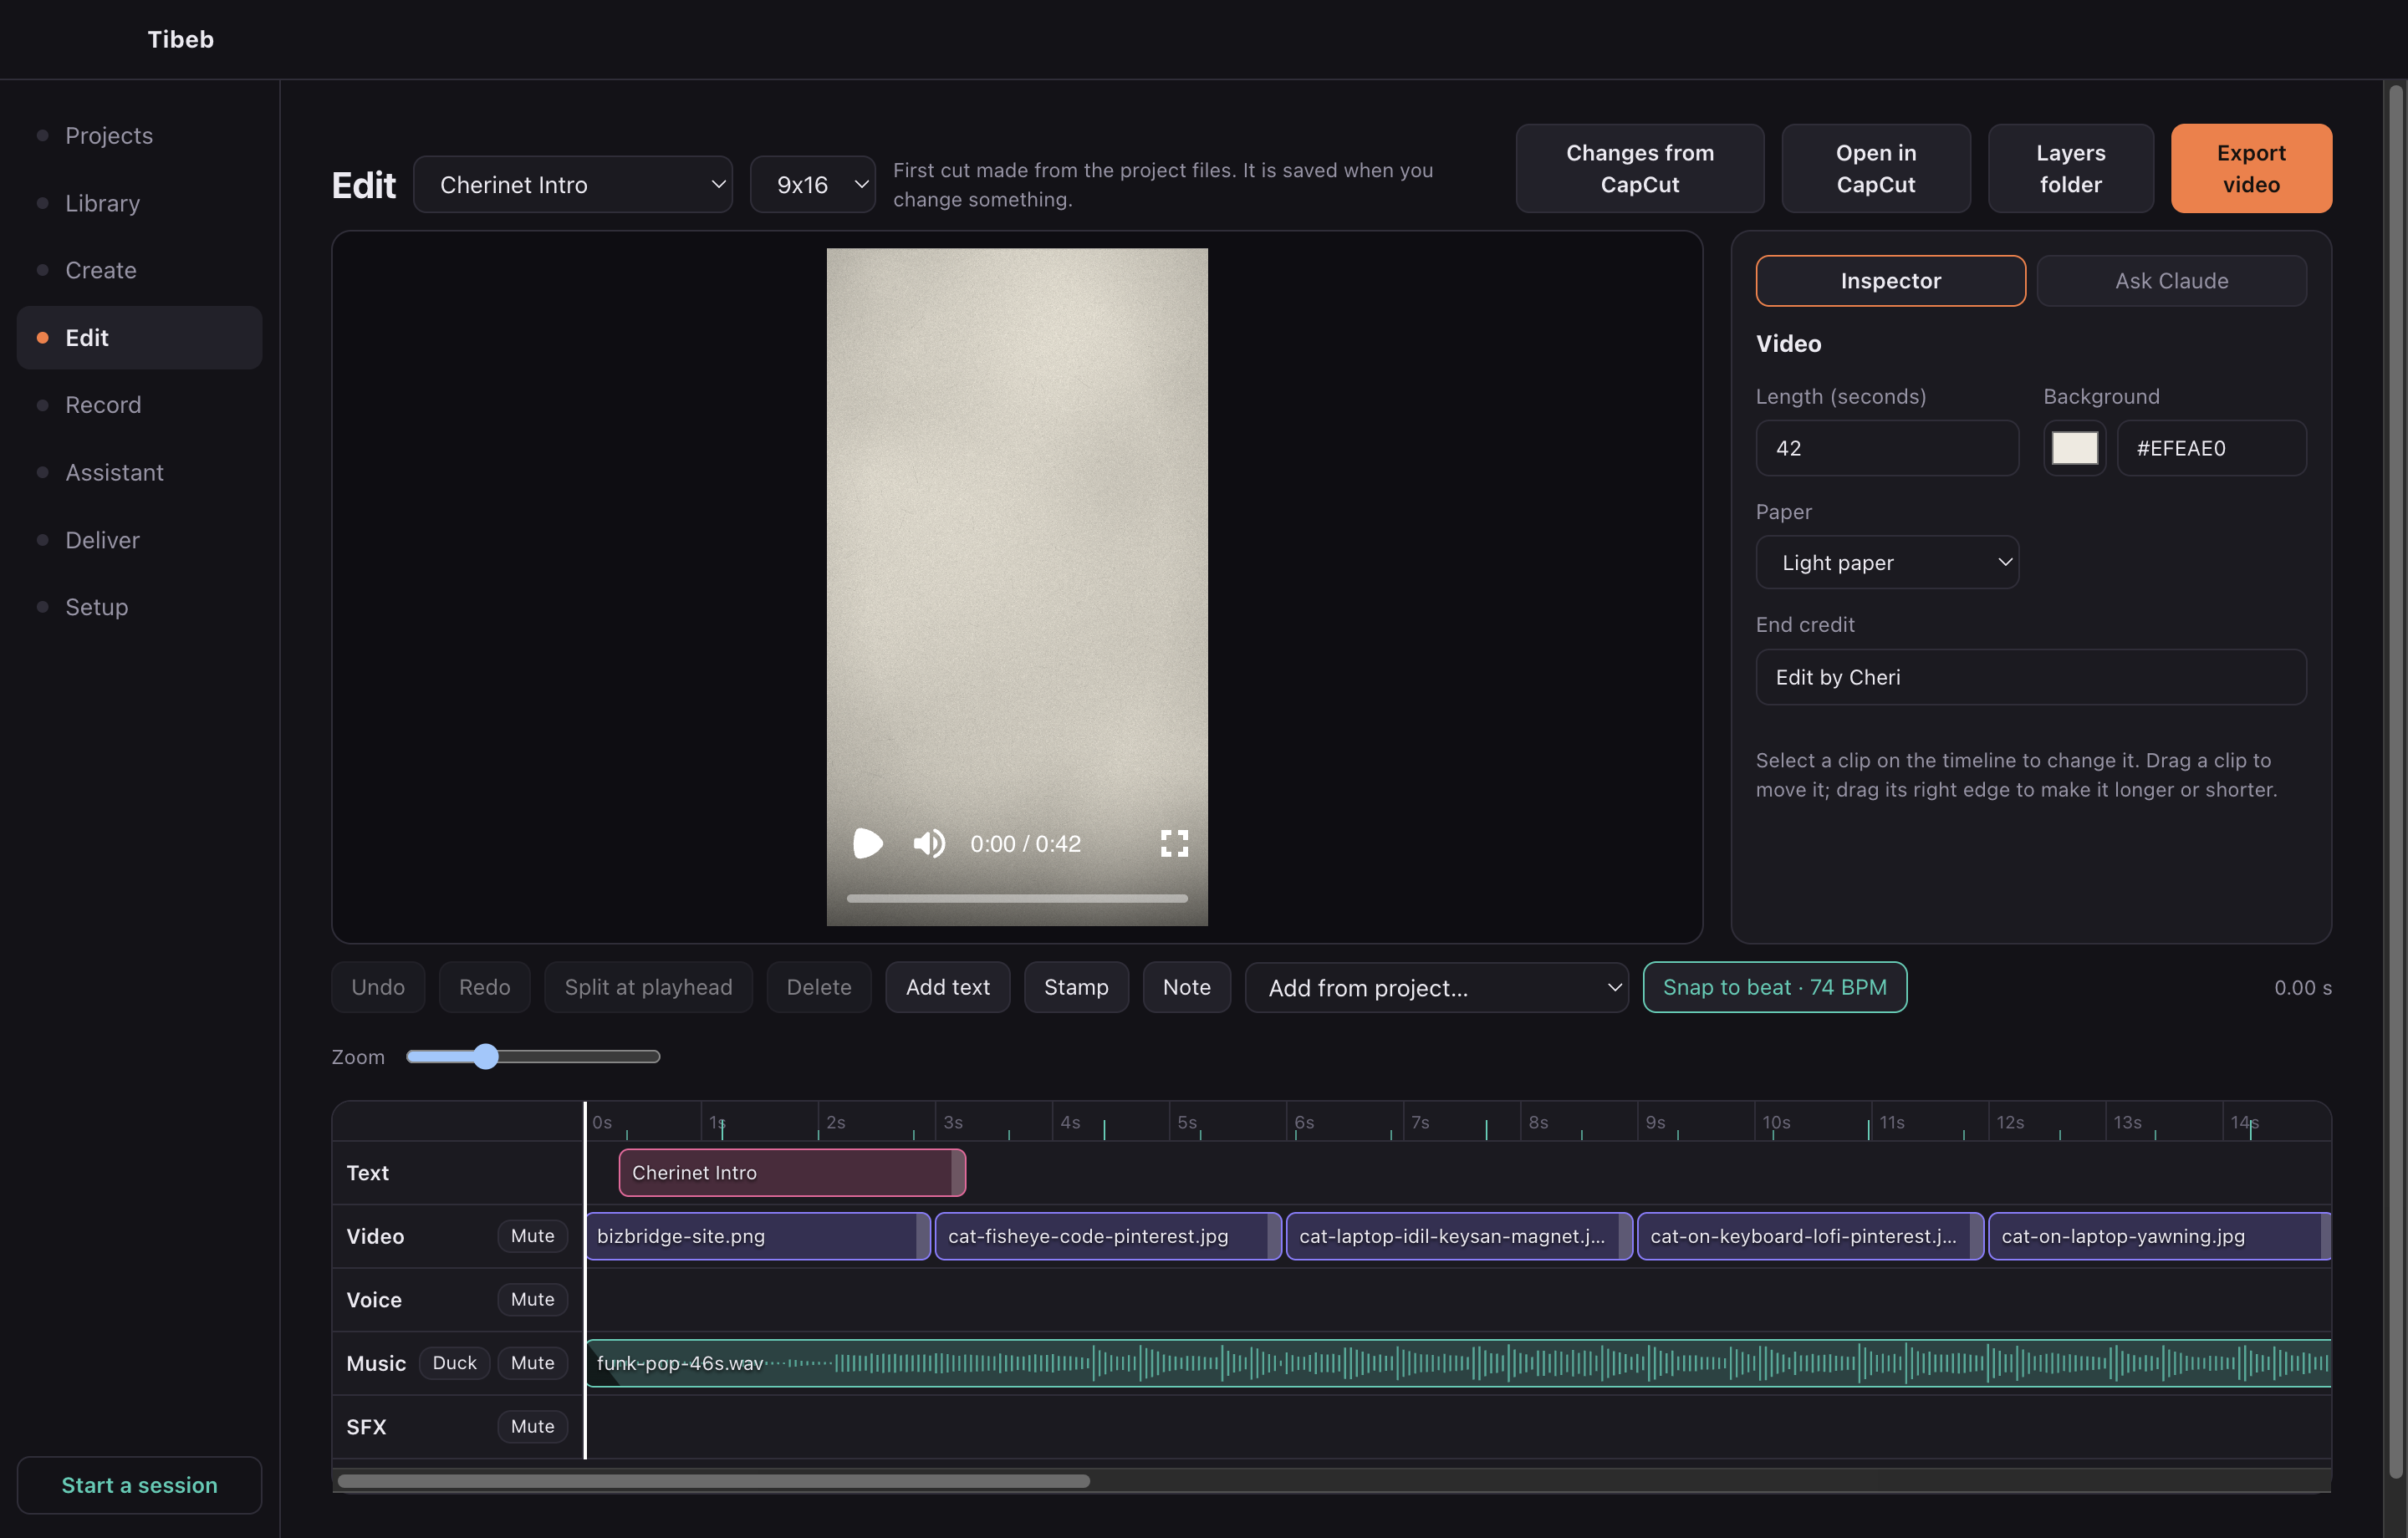 Tibeb
Projects
Library
Create
Edit
Record
Assistant
Deliver
Setup
Start a session
Edit
Cherinet Intro
9x16
First cut made from the project files. It is saved when you
change something.
Changes from
CapCut
Open in
CapCut
Layers
folder
Export
video
0:00 / 0:42
Inspector
Ask Claude
Video
Length (seconds)
Background
42
#EFEAE0
Paper
Light paper
End credit
Edit by Cheri
Select a clip on the timeline to change it. Drag a clip to
move it; drag its right edge to make it longer or shorter.
Undo
Redo
Split at playhead
Delete
Add text
Stamp
Note
Add from project...
Snap to beat · 74 BPM
0.00 s
Zoom
0s 1s 2s 3s 4s 5s 6s 7s 8s 9s 10s 11s 12s 13s 14s
Text
Cherinet Intro
Video
Mute
bizbridge-site.png
cat-fisheye-code-pinterest.jpg
cat-laptop-idil-keysan-magnet.j...
cat-on-keyboard-lofi-pinterest.j...
cat-on-laptop-yawning.jpg
Voice
Mute
Music
Duck
Mute
funk-pop-46s.wav
SFX
Mute